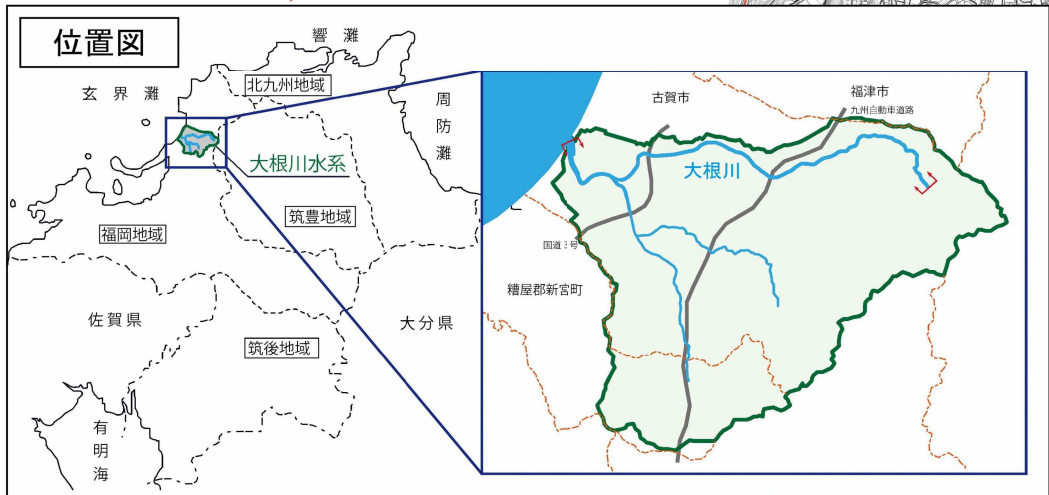 位置図
響灘
玄界灘
北九州地域
周防灘
大根川水系
筑豊地域
福岡地域
佐賀県
大分県
筑後地域
有明海
古賀市
福津市
九州自動車道路
大根川
国道3号
糟屋郡新宮町